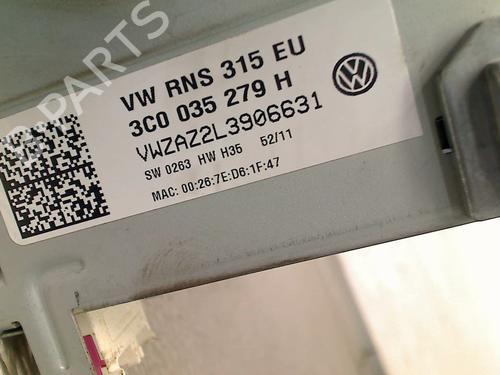 VW RNS 315 EU
3C0 035 279 H
VWZAZ2L3906631
SW 0263 HW H35 52/11
MAC: 00:26:7E:D6:1F:47
B-PARTS